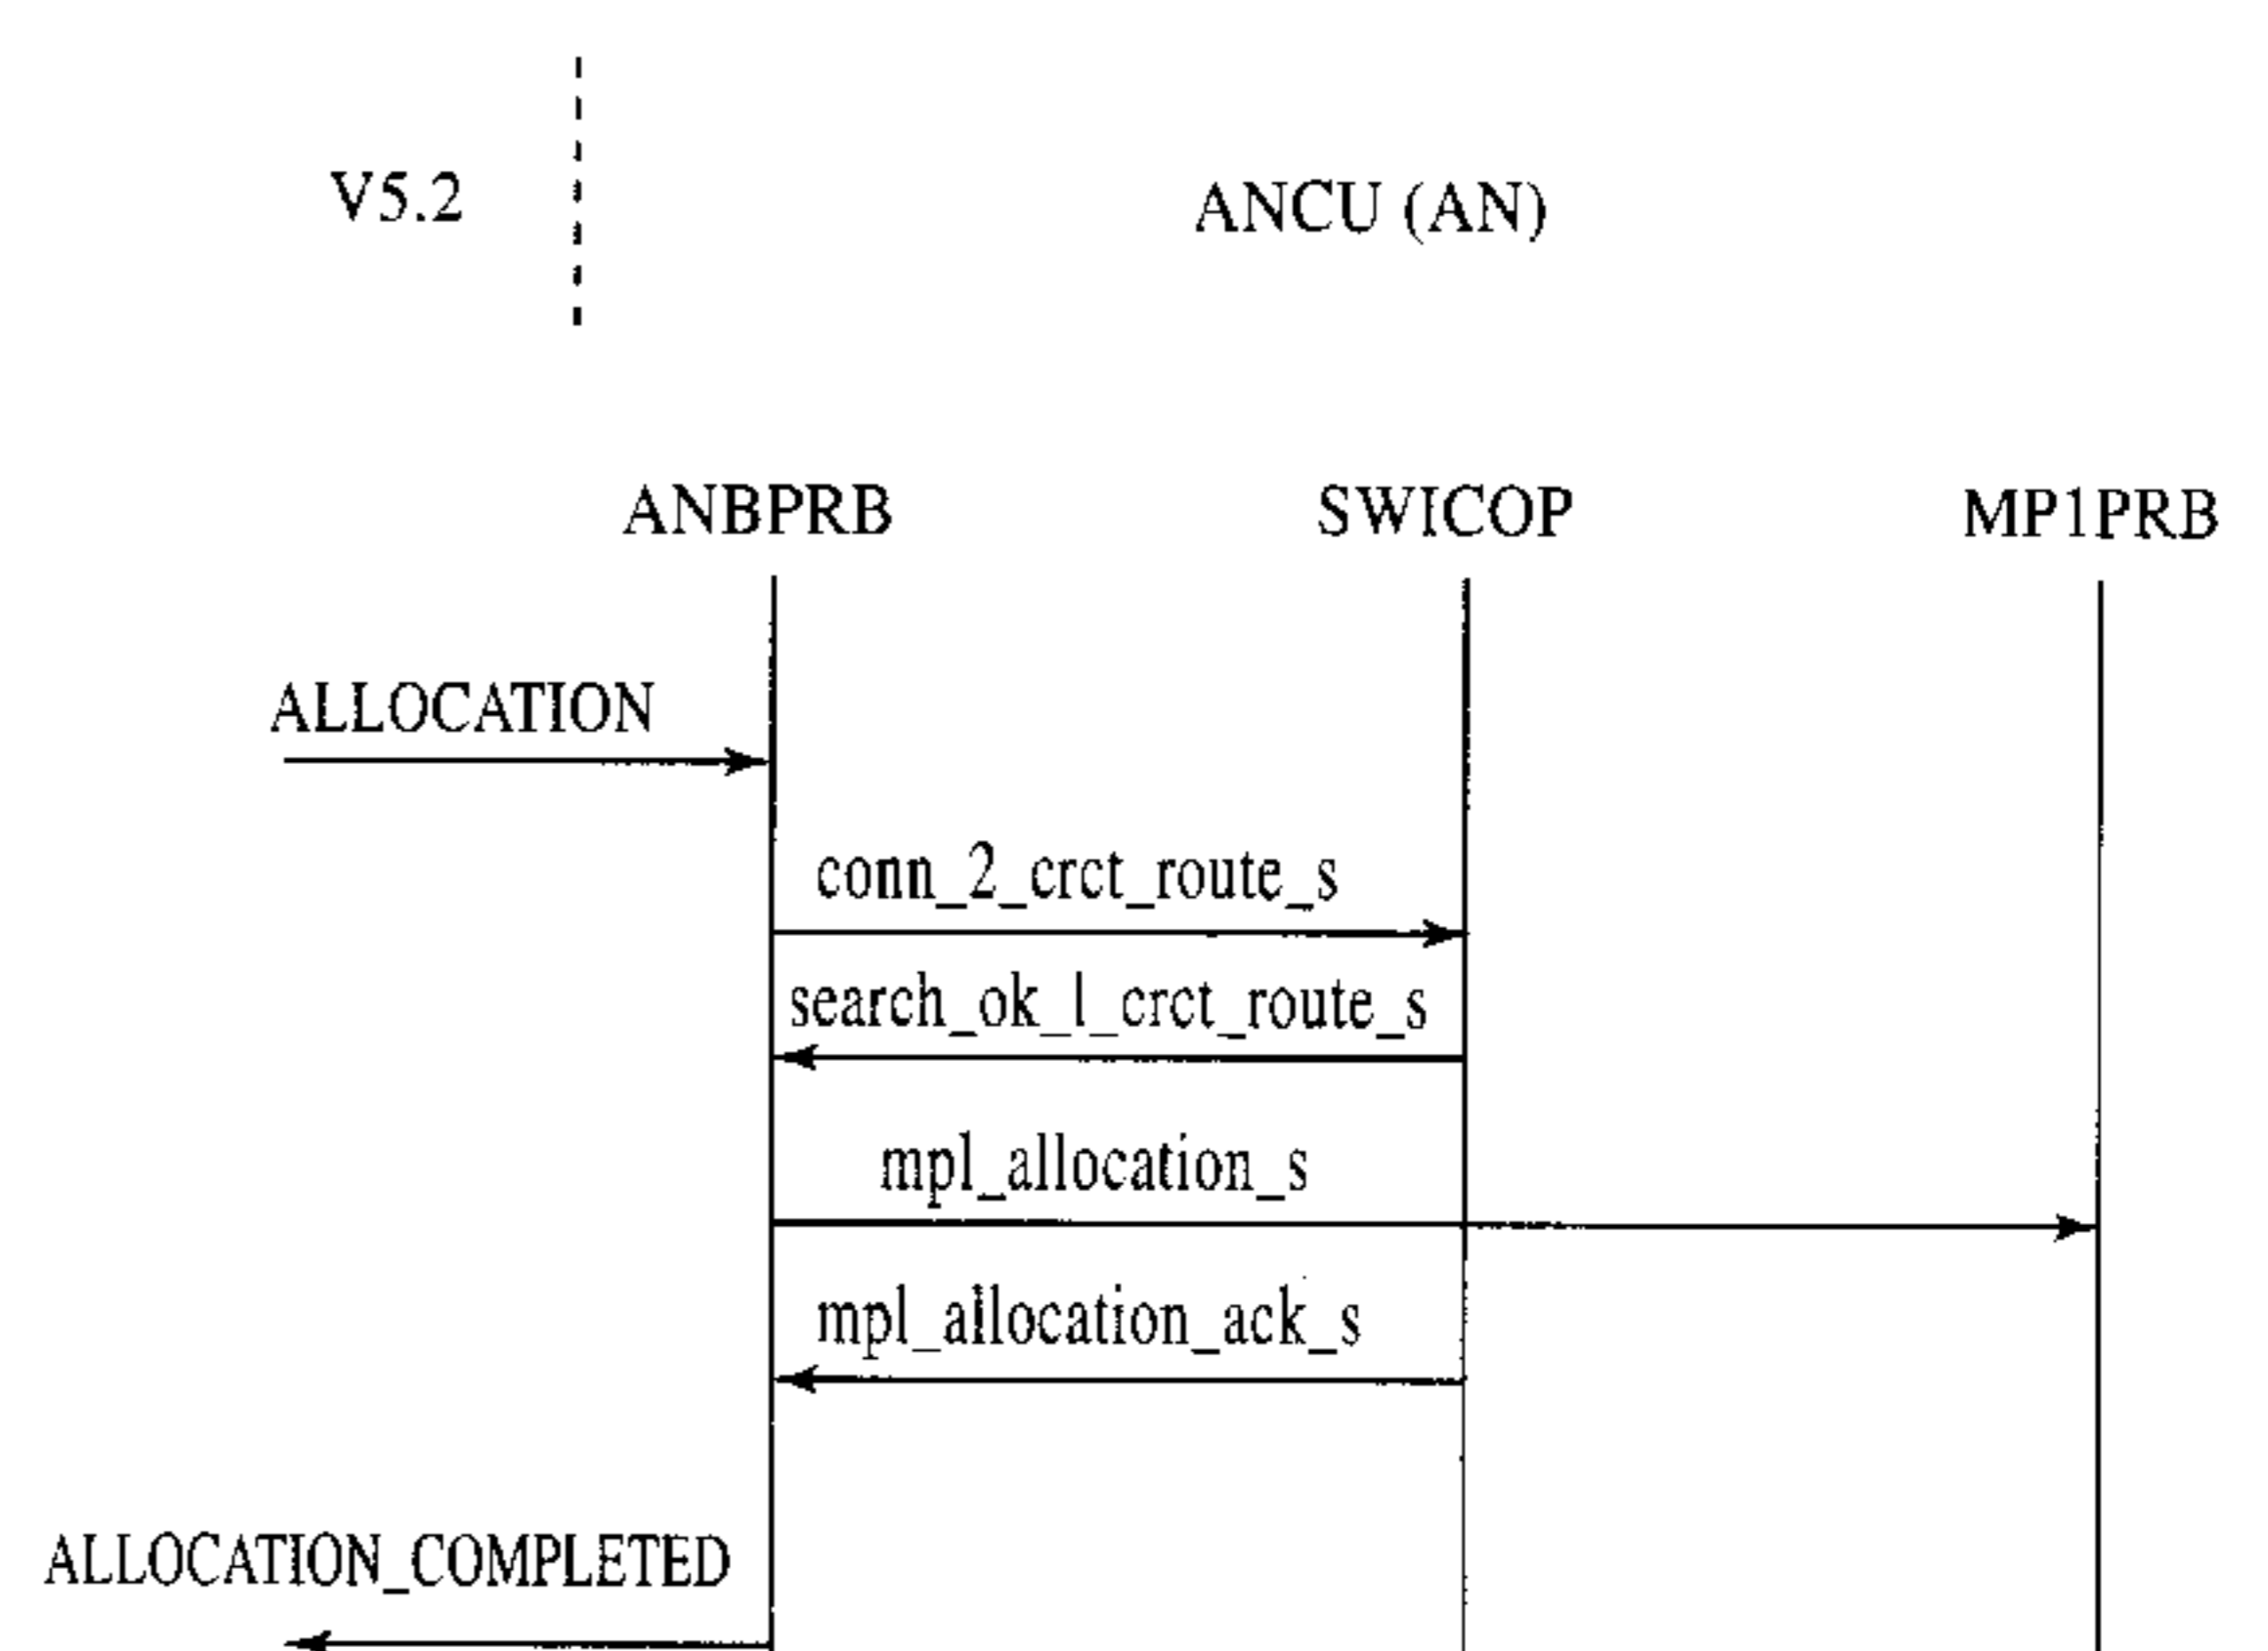 V5.2
ANCU (AN)
ANBPRB
SWICOP
MP1PRB
ALLOCATION
conn_2_crct_route_s
search_ok_l_crct_route_s
mpl_allocation_s
mpl_allocation_ack_s
ALLOCATION_COMPLETED